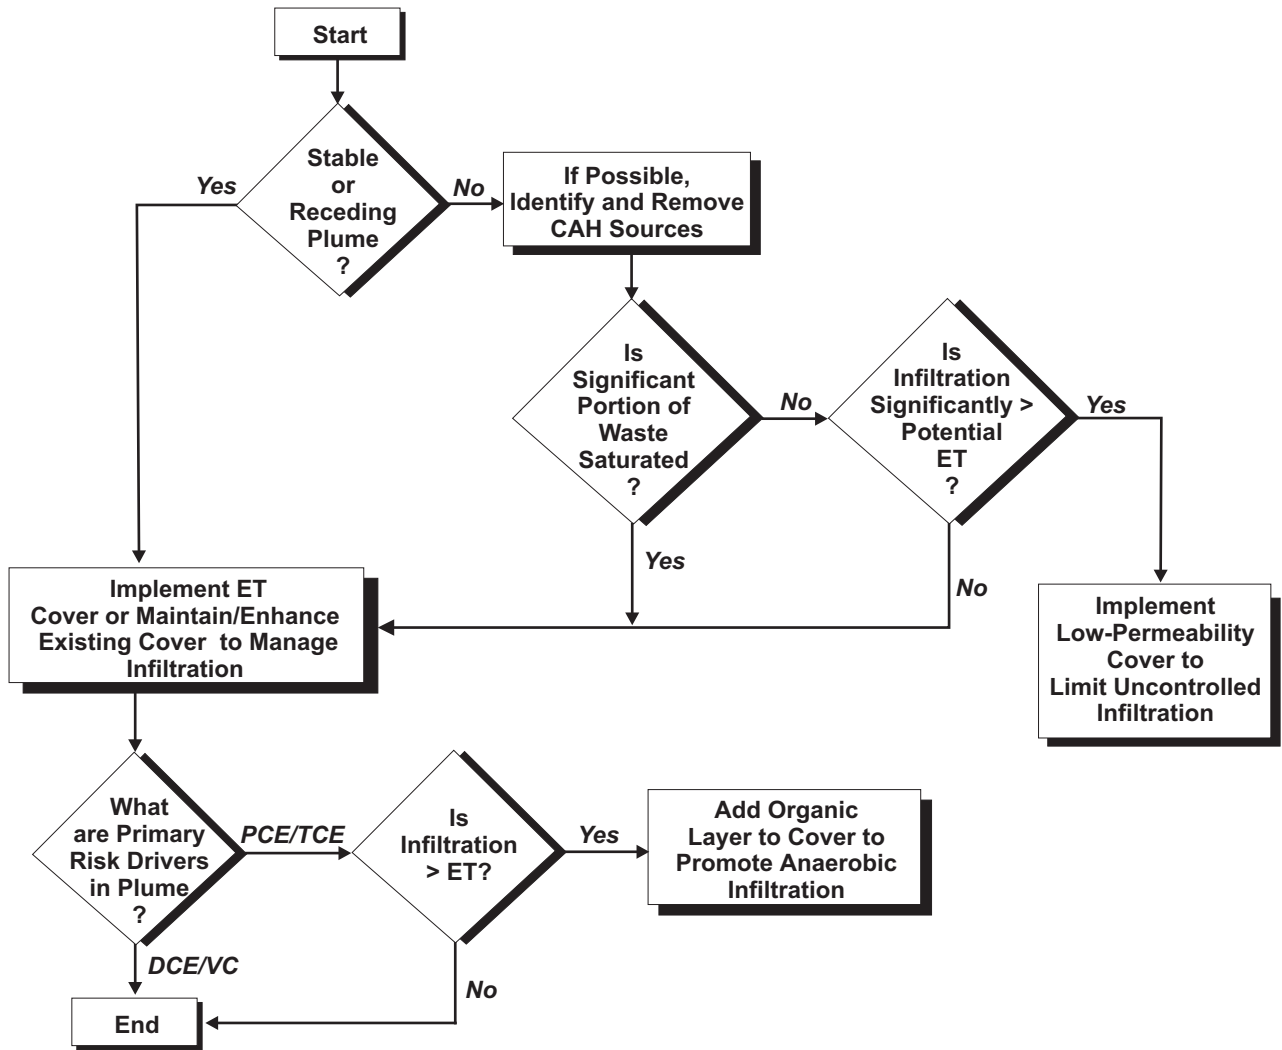 Start
Stable
or
Receding
Plume
?
Yes
No
If Possible,
Identify and Remove
CAH Sources
Is
Significant
Portion of
Waste
Saturated
?
No
Yes
Is
Infiltration
Significantly >
Potential
ET
?
Yes
No
Implement
Low-Permeability
Cover to
Limit Uncontrolled
Infiltration
Implement ET
Cover or Maintain/Enhance
Existing Cover to Manage
Infiltration
What
are Primary
Risk Drivers
in Plume
?
PCE/TCE
DCE/VC
Is
Infiltration
> ET?
Yes
No
Add Organic
Layer to Cover to
Promote Anaerobic
Infiltration
End